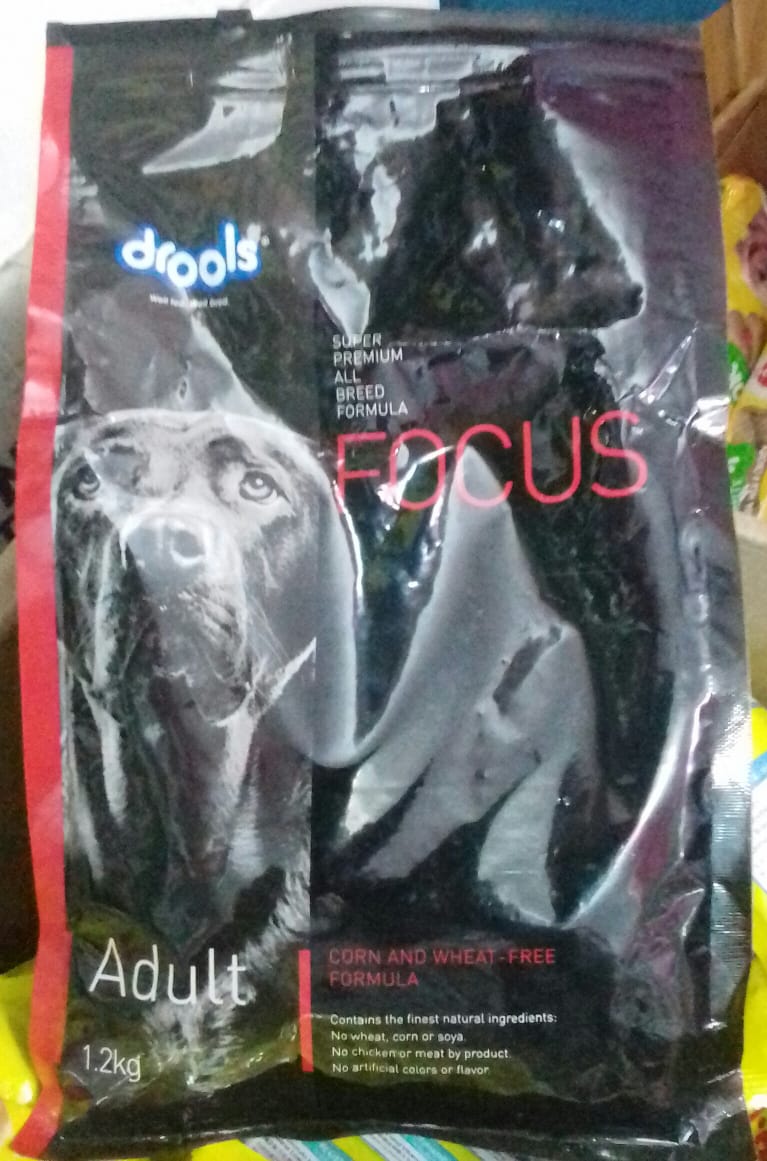 drools
SUPER
PREMIUM
ALL
BREED
FORMULA
FOCUS
Adult
1.2kg
CORN AND WHEAT-FREE
FORMULA
Contains the finest natural ingredients:
No wheat, corn or soya.
No chicken or meat by product.
No artificial colors or flavor.